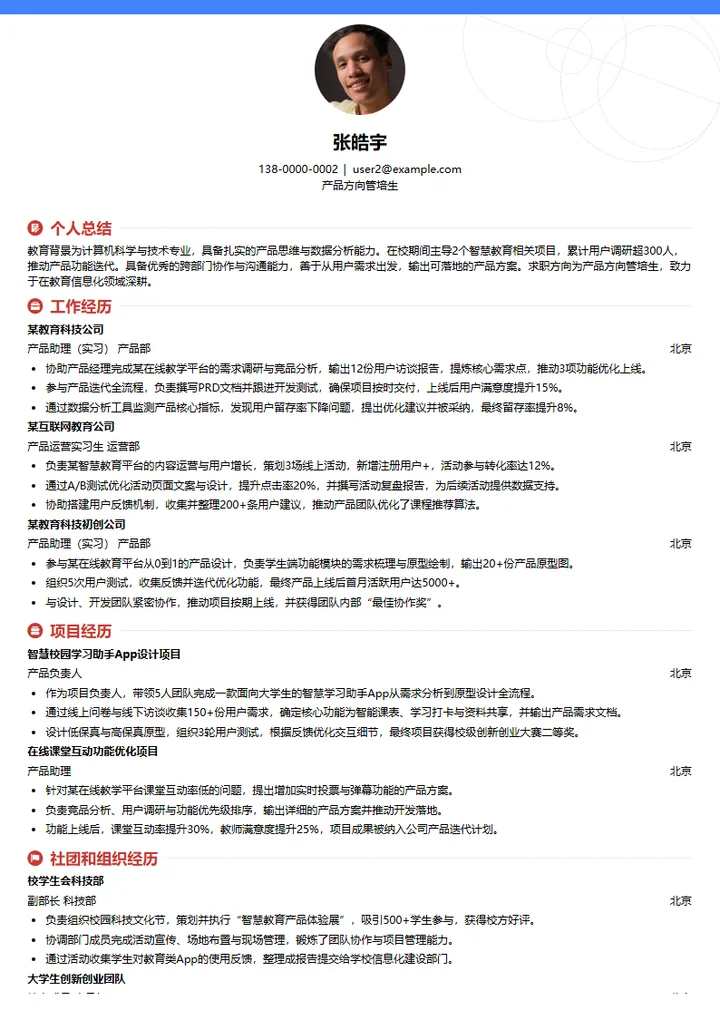 张皓宇
138-0000-0002 | user2@example.com
产品方向管培生
个人总结
教育背景为计算机科学与技术专业，具备扎实的产品思维与数据分析能力。在校期间主导2个智慧教育相关项目，累计用户调研超300人，
推动产品功能迭代。具备优秀的跨部门协作与沟通能力，善于从用户需求出发，输出可落地的产品方案。求职方向为产品方向管培生，致力
于在教育信息化领域深耕。
工作经历
某教育科技公司
产品助理（实习） 产品部 北京
• 协助产品经理完成某在线教学平台的需求调研与竞品分析，输出12份用户访谈报告，提炼核心需求点，推动3项功能优化上线。
• 参与产品迭代全流程，负责撰写PRD文档并跟进开发测试，确保项目按时交付，上线后用户满意度提升15%。
• 通过数据分析工具监测产品核心指标，发现用户留存率下降问题，提出优化建议并被采纳，最终留存率提升8%。
某互联网教育公司
产品运营实习生 运营部 北京
• 负责某智慧教育平台的内容运营与用户增长，策划3场线上活动，新增注册用户+，活动参与转化率达12%。
• 通过A/B测试优化活动页面文案与设计，提升点击率20%，并撰写活动复盘报告，为后续活动提供数据支持。
• 协助搭建用户反馈机制，收集并整理200+条用户建议，推动产品团队优化了课程推荐算法。
某教育科技初创公司
产品助理（实习） 产品部 北京
• 参与某在线教育平台从0到1的产品设计，负责学生端功能模块的需求梳理与原型绘制，输出20+份产品原型图。
• 组织5次用户测试，收集反馈并迭代优化功能，最终产品上线后首月活跃用户达5000+。
• 与设计、开发团队紧密协作，推动项目按期上线，并获得团队内部“最佳协作奖”。
项目经历
智慧校园学习助手App设计项目
产品负责人 北京
• 作为项目负责人，带领5人团队完成一款面向大学生的智慧学习助手App从需求分析到原型设计全流程。
• 通过线上问卷与线下访谈收集150+份用户需求，确定核心功能为智能课表、学习打卡与资料共享，并输出产品需求文档。
• 设计低保真与高保真原型，组织3轮用户测试，根据反馈优化交互细节，最终项目获得校级创新创业大赛二等奖。
在线课堂互动功能优化项目
产品助理 北京
• 针对某在线教学平台课堂互动率低的问题，提出增加实时投票与弹幕功能的产品方案。
• 负责竞品分析、用户调研与功能优先级排序，输出详细的产品方案并推动开发落地。
• 功能上线后，课堂互动率提升30%，教师满意度提升25%，项目成果被纳入公司产品迭代计划。
社团和组织经历
校学生会科技部
副部长 科技部 北京
• 负责组织校园科技文化节，策划并执行“智慧教育产品体验展”，吸引500+学生参与，获得校方好评。
• 协调部门成员完成活动宣传、场地布置与现场管理，锻炼了团队协作与项目管理能力。
• 通过活动收集学生对教育类App的使用反馈，整理成报告提交给学校信息化建设部门。
大学生创新创业团队